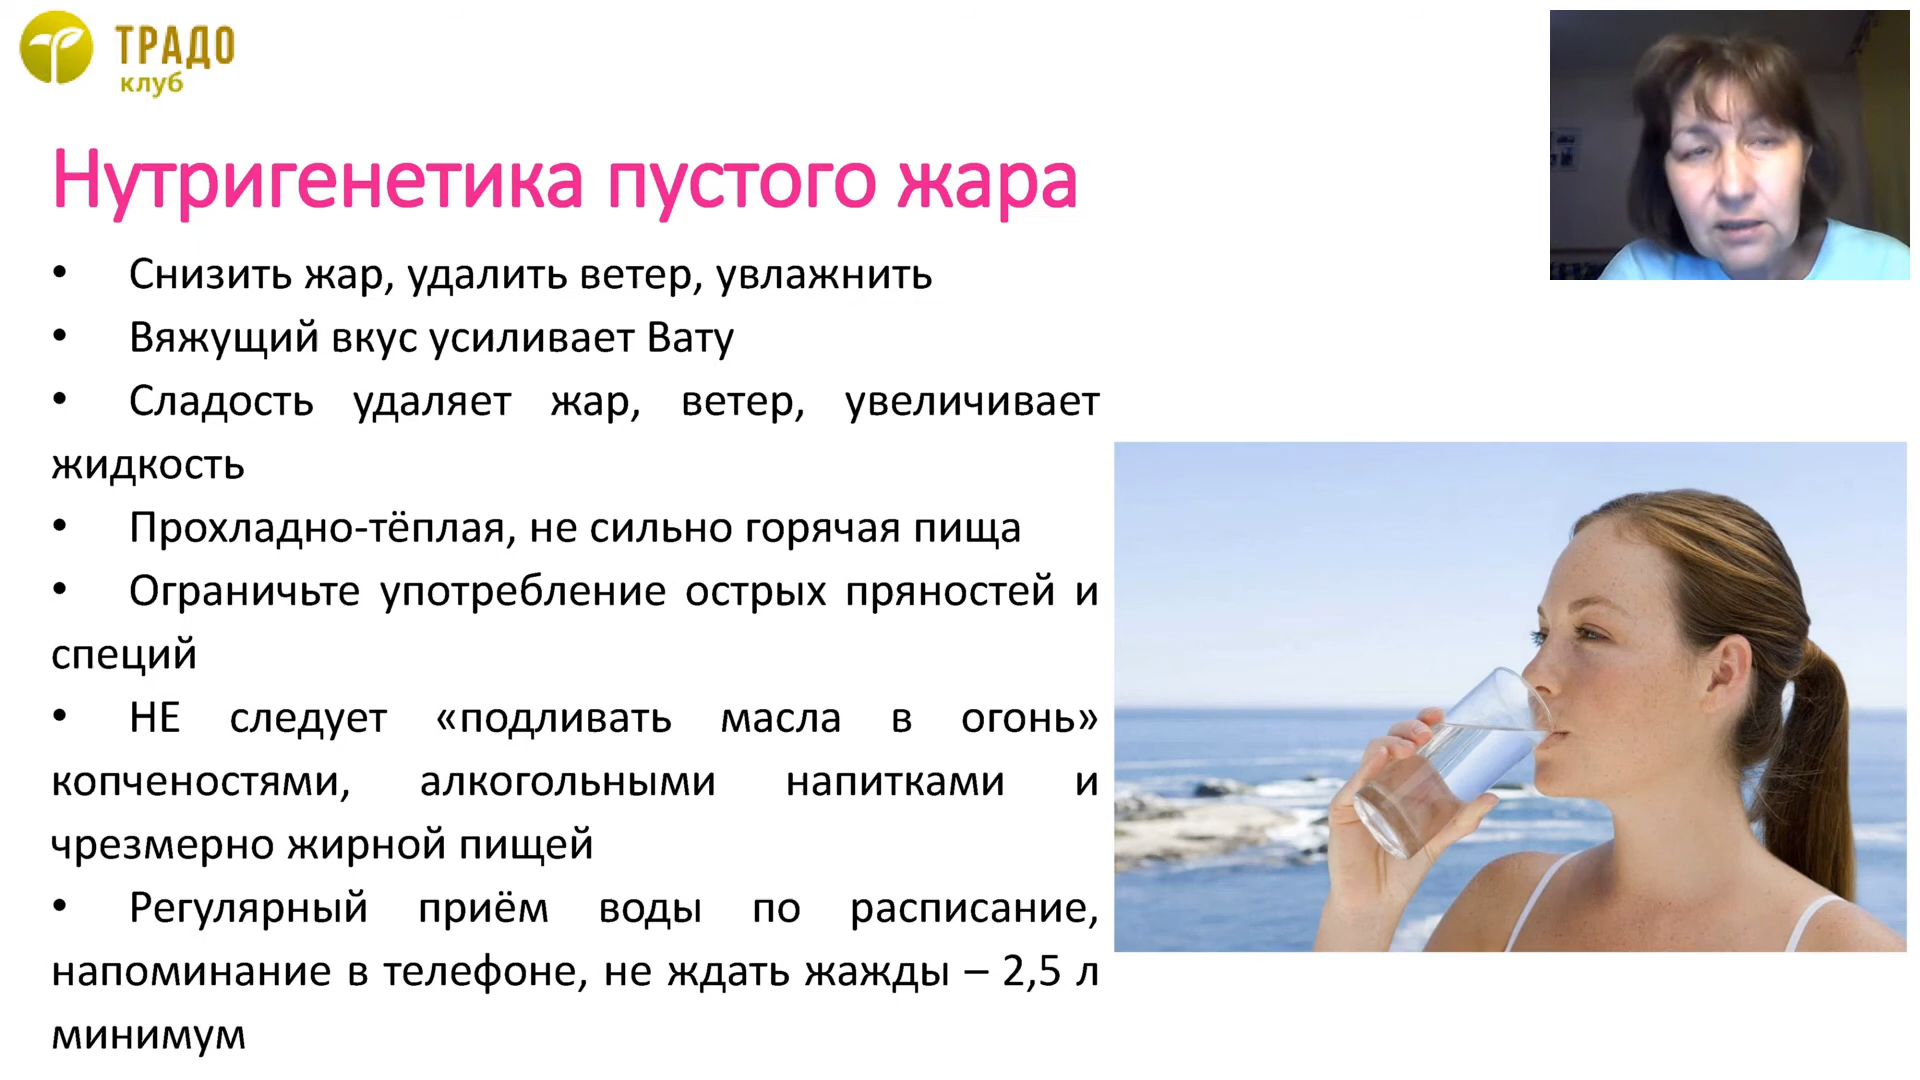 ТРАДО
клуб
Нутригенетика пустого жара
• Снизить жар, удалить ветер, увлажнить
• Вяжущий вкус усиливает Вату
• Сладость удаляет жар, ветер, увеличивает
жидкость
• Прохладно-тёплая, не сильно горячая пища
• Ограничьте употребление острых пряностей и
специй
• НЕ следует «подливать масла в огонь»
копченостями, алкогольными напитками и
чрезмерно жирной пищей
• Регулярный приём воды по расписание,
напоминание в телефоне, не ждать жажды – 2,5 л
минимум